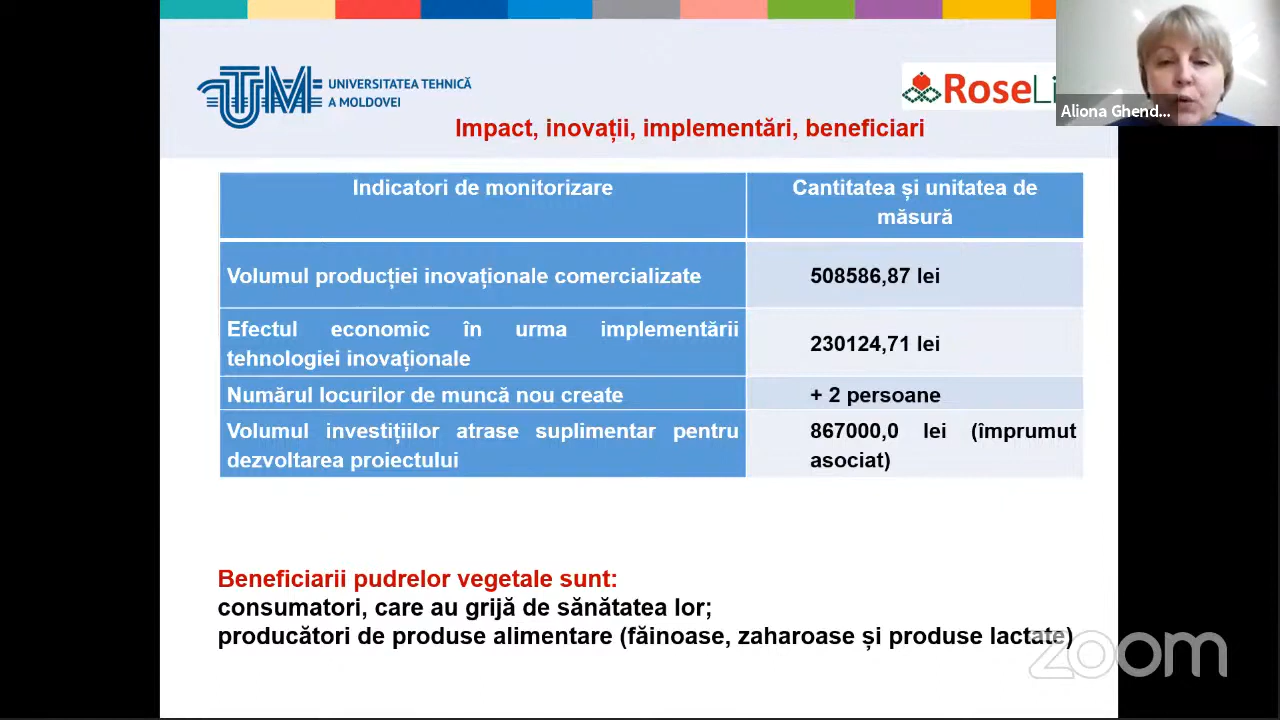 UTM
UNIVERSITATEA TEHNICĂ
A MOLDOVEI
RoseLi
Aliona Ghend...
Impact, inovații, implementări, beneficiari
Indicatori de monitorizare
Cantitatea și unitatea de
măsură
Volumul producției inovaționale comercializate
508586,87 lei
Efectul economic în urma implementării
tehnologiei inovaționale
230124,71 lei
Numărul locurilor de muncă nou create
+ 2 persoane
Volumul investițiilor atrase suplimentar pentru
dezvoltarea proiectului
867000,0 lei (împrumut
asociat)
Beneficiarii pudrelor vegetale sunt:
consumatori, care au grijă de sănătatea lor;
producători de produse alimentare (făinoase, zaharoase și produse lactate)
zoom